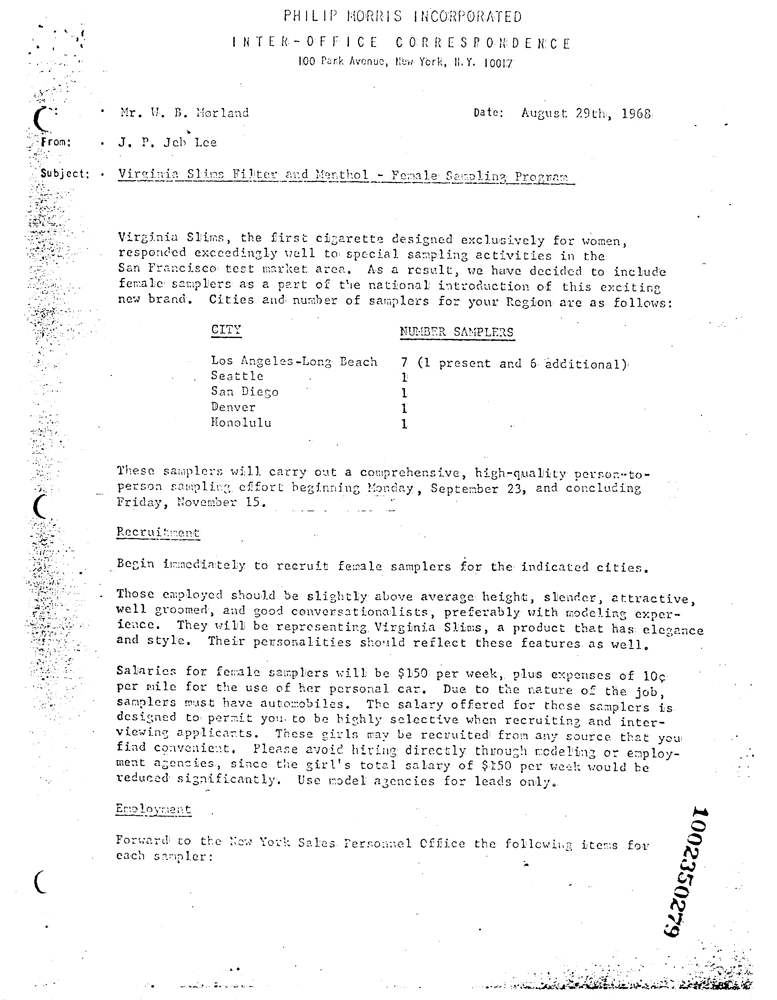 PHILIP MORRIS INCORPORATED
INTER-OFFICE CORRESPONDENCE
100 Park Avenue, New York, N.Y. 10017
Mr. W. B. Morland Date: August 29th, 1968
From: J. P. Jeb Lee
Subject: Virginia Slims Filter and Menthol - Female Sampling Program
Virginia Slims, the first cigarette designed exclusively for women,
responded exceedingly well to special sampling activities in the
San Francisco test market area. As a result, we have decided to include
female samplers as a part of the national introduction of this exciting
new brand. Cities and number of samplers for your Region are as follows:
CITY NUMBER SAMPLERS
Los Angeles-Long Beach 7 (1 present and 6 additional)
Seattle 1
San Diego 1
Denver 1
Honolulu 1
These samplers will carry out a comprehensive, high-quality person-to-
person sampling effort beginning Monday, September 23, and concluding
Friday, November 15.
Recruitment
Begin immediately to recruit female samplers for the indicated cities.
Those employed should be slightly above average height, slender, attractive,
well groomed, and good conversationalists, preferably with modeling exper-
ience. They will be representing Virginia Slims, a product that has elegance
and style. Their personalities should reflect these features as well.
Salaries for female samplers will be $150 per week, plus expenses of 10¢
per mile for the use of her personal car. Due to the nature of the job,
samplers must have automobiles. The salary offered for these samplers is
designed to permit you to be highly selective when recruiting and inter-
viewing applicants. These girls may be recruited from any source that you
find convenient. Please avoid hiring directly through modeling or employ-
ment agencies, since the girl's total salary of $150 per week would be
reduced significantly. Use model agencies for leads only.
Employment
Forward to the New York Sales Personnel Office the following items for
each sampler:
1002350279